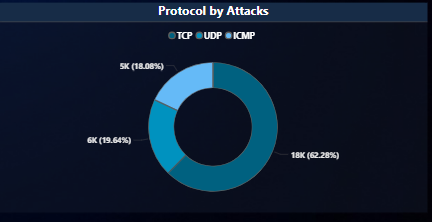 Protocol by Attacks
TCP UDP ICMP
5K (18.08%)
6K (19.64%)
18K (62.28%)